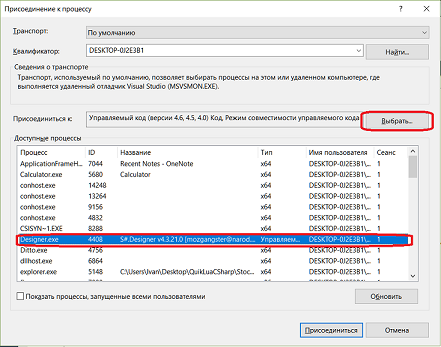 Присоединение к процессу
Транспорт: По умолчанию
Квалификатор: DESKTOP-0J2E3B1 Найти...
Сведения о транспорте
Транспорт, используемый по умолчанию, позволяет выбирать процессы на этом или удаленном компьютере, где
выполняется удаленный отладчик Visual Studio (MSVSMON.EXE).
Присоединиться к: Управляемый код (версии 4.6, 4.5, 4.0) Код, Режим совместимости управляемого кода Выбрать...
Доступные процессы
Процесс ID Название Тип Имя пользователя Сеанс
ApplicationFrameH... 7044 Recent Notes - OneNote x64 DESKTOP-0J2E3B1\... 1
Calculator.exe 5680 Calculator x64 DESKTOP-0J2E3B1\... 1
conhost.exe 14248 x64 DESKTOP-0J2E3B1\... 1
conhost.exe 13264 x64 DESKTOP-0J2E3B1\... 1
conhost.exe 9156 x64 DESKTOP-0J2E3B1\... 1
conhost.exe 4832 x64 DESKTOP-0J2E3B1\... 1
CSISYN~1.EXE 8288 x64 DESKTOP-0J2E3B1\... 1
Designer.exe 4408 S#.Designer v4.3.21.0 [mozgangster@narod... Управляем... DESKTOP-0J2E3B1\... 1
Ditto.exe 4756 x64 DESKTOP-0J2E3B1\... 1
dllhost.exe 6864 x64 DESKTOP-0J2E3B1\... 1
explorer.exe 5148 C:\Users\Ivan\Desktop\QuikLuaCSharp\Stoc... x64 DESKTOP-0J2E3B1\... 1
Показать процессы, запущенные всеми пользователями Обновить
Присоединиться Отмена